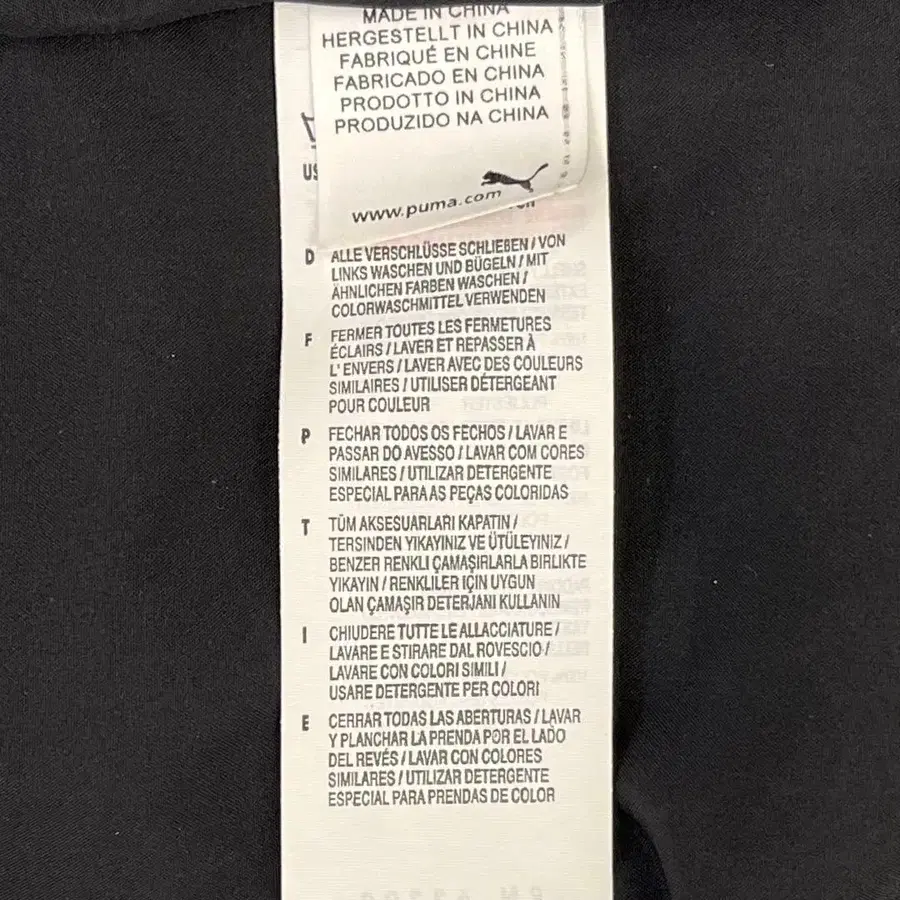 MADE IN CHINA
HERGESTELLT IN CHINA
FABRIQUÉ EN CHINE
FABRICADO EN CHINA
PRODOTTO IN CHINA
PRODUZIDO NA CHINA
www.puma.com
US
D ALLE VERSCHLÜSSE SCHLIEBEN / VON
LINKS WASCHEN UND BÜGELN / MIT
ÄHNLICHEN FARBEN WASCHEN /
COLORWASCHMITTEL VERWENDEN
F FERMER TOUTES LES FERMETURES
ÉCLAIRS / LAVER ET REPASSER À
L' ENVERS / LAVER AVEC DES COULEURS
SIMILAIRES / UTILISER DÉTERGEANT
POUR COULEUR
P FECHAR TODOS OS FECHOS / LAVAR E
PASSAR DO AVESSO / LAVAR COM CORES
SIMILARES / UTILIZAR DETERGENTE
ESPECIAL PARA AS PEÇAS COLORIDAS
T TÜM AKSESUARLARI KAPATIN /
TERSINDEN YIKAYINIZ VE ÜTÜLEYINIZ /
BENZER RENKLI ÇAMAŞIRLARLA BIRLIKTE
YIKAYIN / RENKLILER IÇIN UYGUN
OLAN ÇAMAŞIR DETERJANI KULLANIN
I CHIUDERE TUTTE LE ALLACCIATURE /
LAVARE E STIRARE DAL ROVESCIO /
LAVARE CON COLORI SIMILI /
USARE DETERGENTE PER COLORI
E CERRAR TODAS LAS ABERTURAS / LAVAR
Y PLANCHAR LA PRENDA POR EL LADO
DEL REVÉS / LAVAR CON COLORES
SIMILARES / UTILIZAR DETERGENTE
ESPECIAL PARA PRENDAS DE COLOR